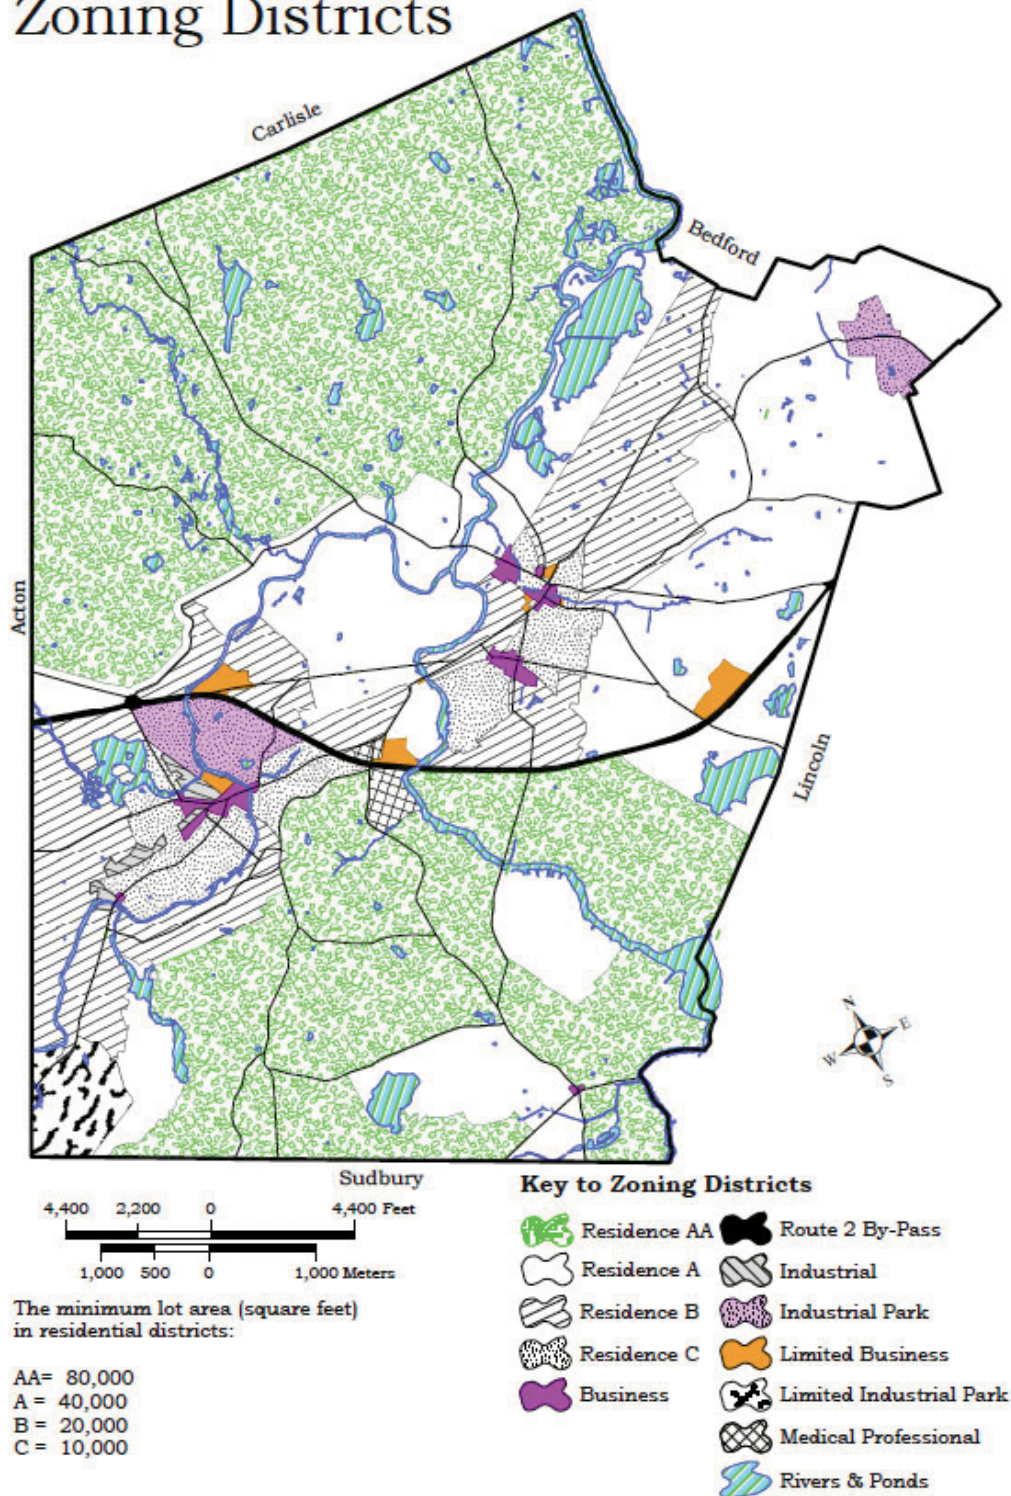 Zoning Districts
Carlisle
Bedford
Acton
Lincoln
N
E
W
S
Sudbury
4,400 2,200 0 4,400 Feet
1,000 500 0 1,000 Meters
The minimum lot area (square feet)
in residential districts:
AA= 80,000
A = 40,000
B = 20,000
C = 10,000
Key to Zoning Districts
Residence AA
Residence A
Residence B
Residence C
Business
Route 2 By-Pass
Industrial
Industrial Park
Limited Business
Limited Industrial Park
Medical Professional
Rivers & Ponds